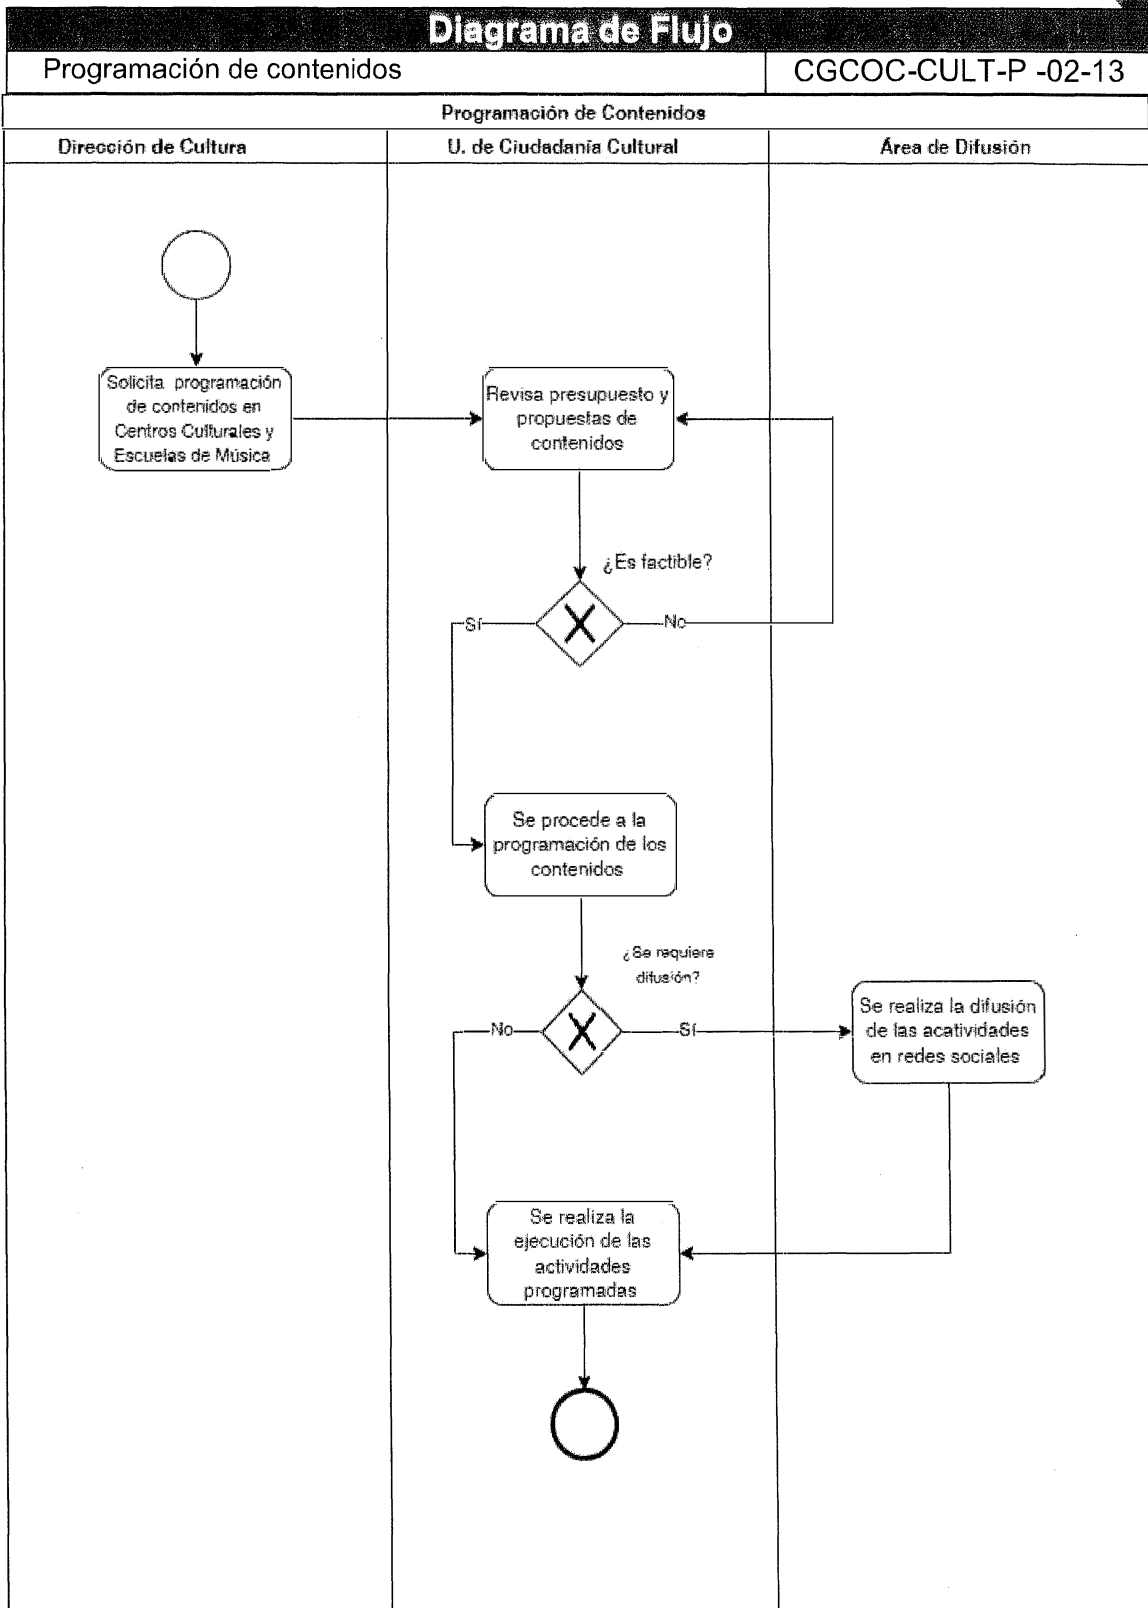 Diagrama de Flujo
Programación de contenidos
CGCOC-CULT-P -02-13
Programación de Contenidos
Dirección de Cultura
U. de Ciudadanía Cultural
Área de Difusión
Solicita programación
de contenidos en
Centros Culturales y
Escuelas de Música
Revisa presupuesto y
propuestas de
contenidos
¿Es factible?
Sí
No
Se procede a la
programación de los
contenidos
¿Se requiere
difusión?
No
Sí
Se realiza la difusión
de las acatividades
en redes sociales
Se realiza la
ejecución de las
actividades
programadas